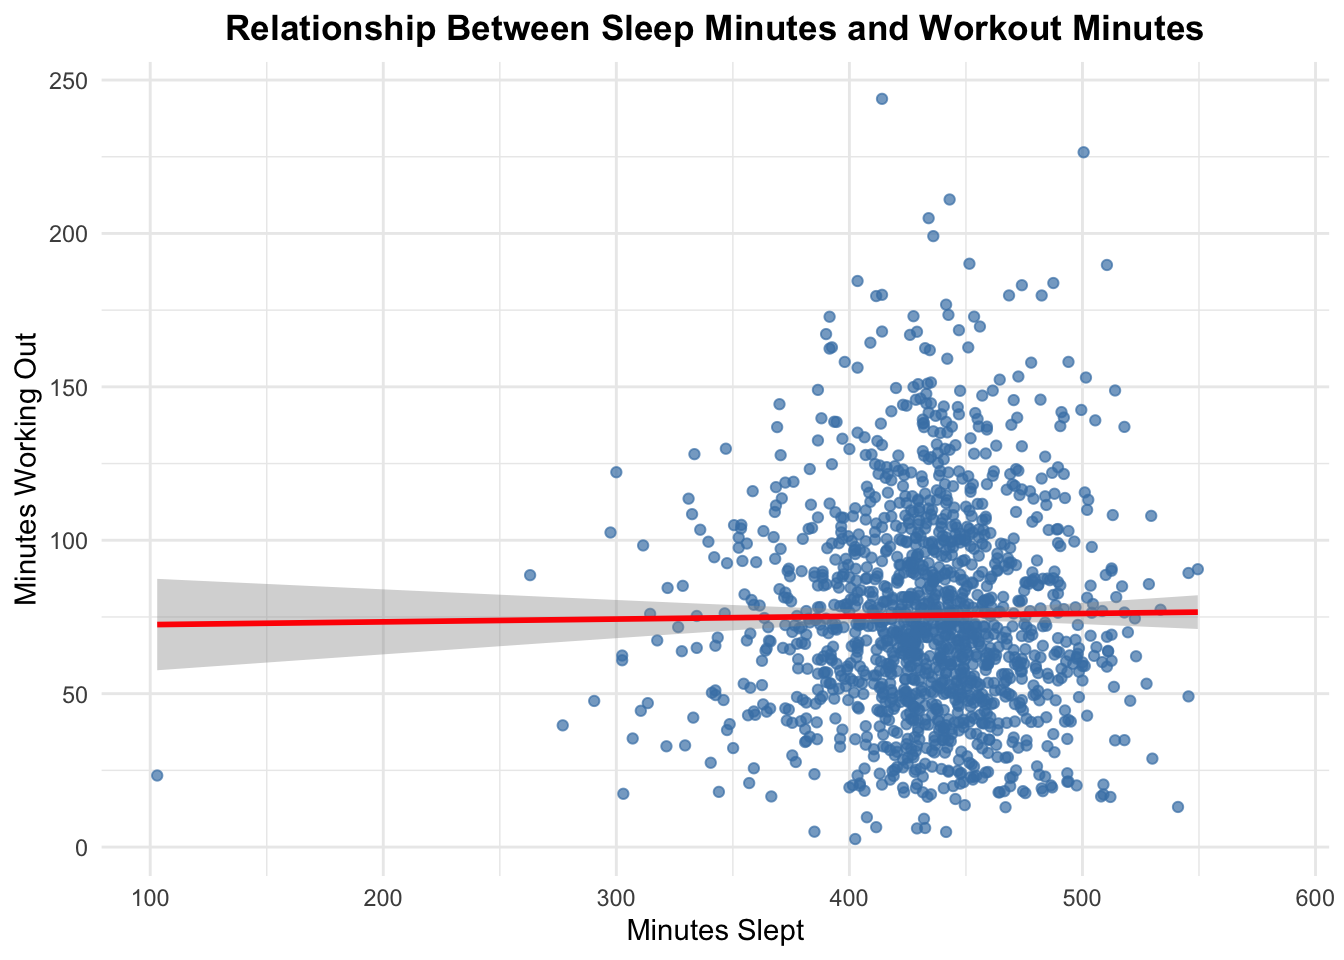 Relationship Between Sleep Minutes and Workout Minutes
250
200
150
100
50
0
Minutes Working Out
100 200 300 400 500 600
Minutes Slept